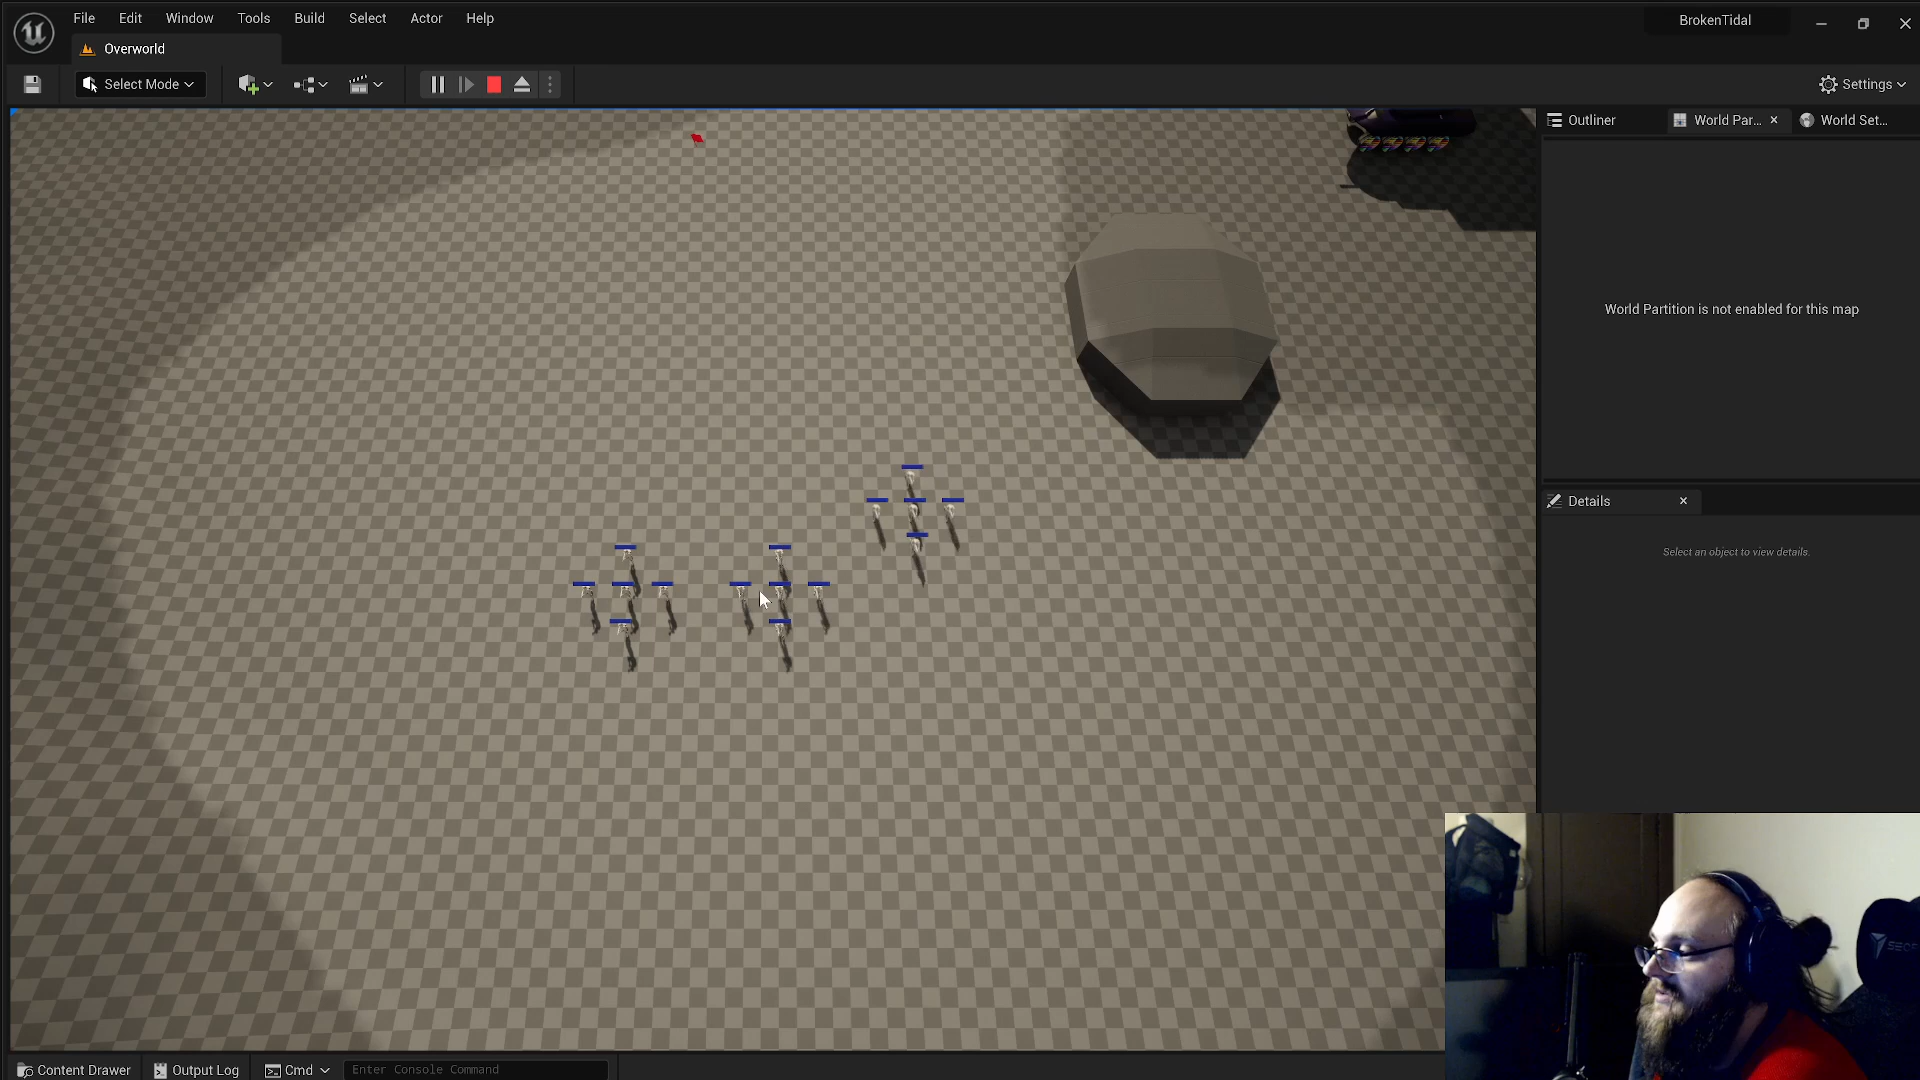 File Edit Window Tools Build Select Actor Help
BrokenTidal
Overworld
Select Mode
Settings
Outliner
World Par...
World Set...
World Partition is not enabled for this map
Details
Select an object to view details.
Content Drawer
Output Log
Cmd
Enter Console Command